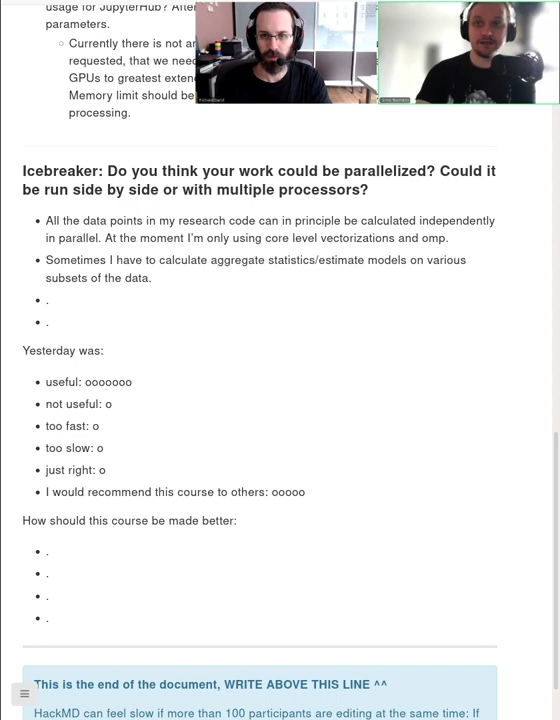 usage for JupyterHub? After
parameters.
Currently there is not an
requested, that we need
GPUs to greatest exten
Memory limit should be
processing.
Icebreaker: Do you think your work could be parallelized? Could it
be run side by side or with multiple processors?
All the data points in my research code can in principle be calculated independently
in parallel. At the moment I'm only using core level vectorizations and omp.
Sometimes I have to calculate aggregate statistics/estimate models on various
subsets of the data.
.
.
Yesterday was:
useful: ooooooo
not useful: o
too fast: o
too slow: o
just right: o
I would recommend this course to others: ooooo
How should this course be made better:
.
.
.
.
This is the end of the document, WRITE ABOVE THIS LINE ^^
HackMD can feel slow if more than 100 participants are editing at the same time: If